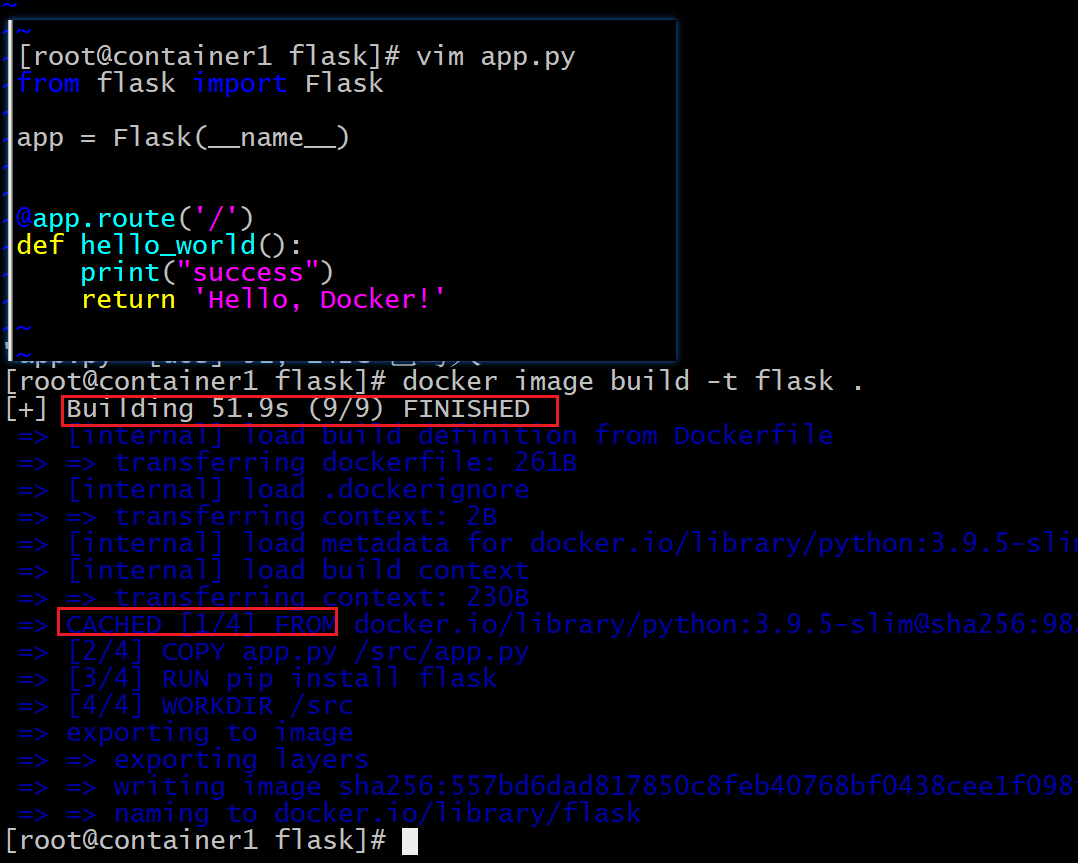 ~
~
[root@container1 flask]# vim app.py
from flask import Flask
app = Flask(__name__)
@app.route('/')
def hello_world():
    print("success")
    return 'Hello, Docker!'
~
~
[root@container1 flask]# docker image build -t flask .
[+] Building 51.9s (9/9) FINISHED
=> [internal] load build definition from Dockerfile
=> => transferring dockerfile: 261B
=> [internal] load .dockerignore
=> => transferring context: 2B
=> [internal] load metadata for docker.io/library/python:3.9.5-slim
=> [internal] load build context
=> => transferring context: 230B
=> CACHED [1/4] FROM docker.io/library/python:3.9.5-slim@sha256:98
=> [2/4] COPY app.py /src/app.py
=> [3/4] RUN pip install flask
=> [4/4] WORKDIR /src
=> exporting to image
=> => exporting layers
=> => writing image sha256:557bd6dad817850c8feb40768bf0438cee1f098
=> => naming to docker.io/library/flask
[root@container1 flask]#